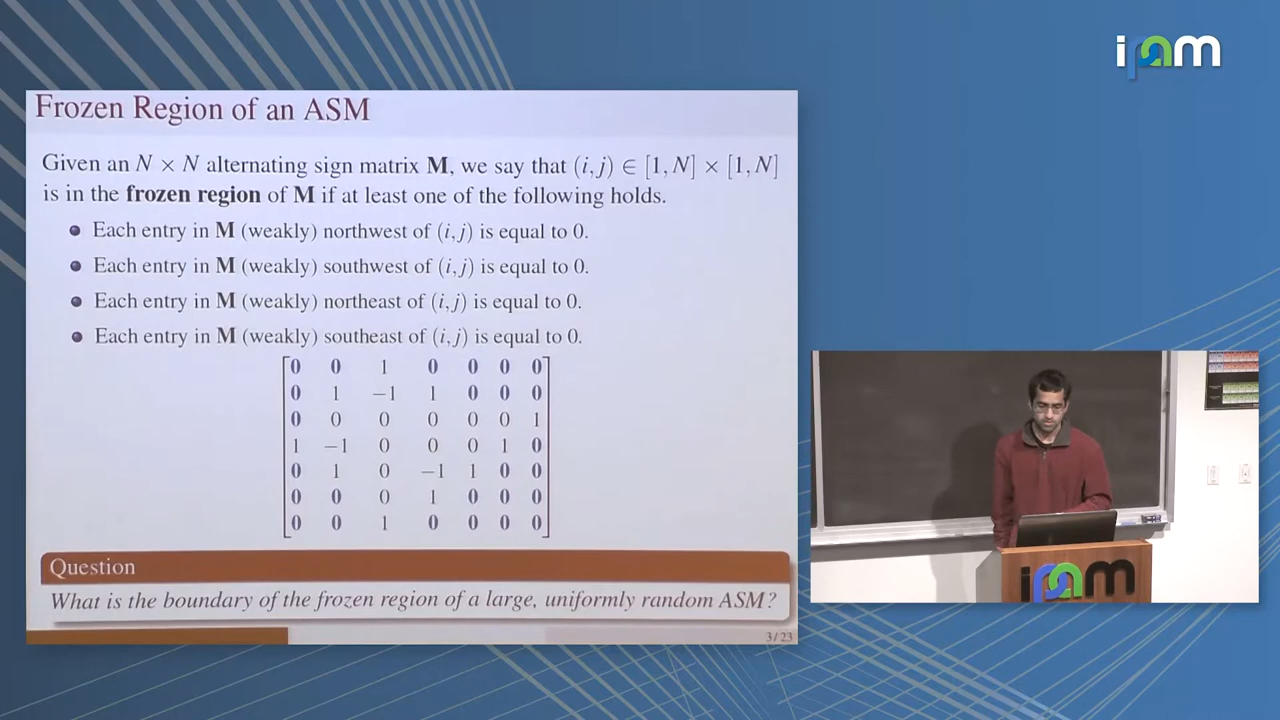 ipam
Frozen Region of an ASM
Given an N × N alternating sign matrix M, we say that (i, j) ∈ [1, N] × [1, N]
is in the frozen region of M if at least one of the following holds.
Each entry in M (weakly) northwest of (i, j) is equal to 0.
Each entry in M (weakly) southwest of (i, j) is equal to 0.
Each entry in M (weakly) northeast of (i, j) is equal to 0.
Each entry in M (weakly) southeast of (i, j) is equal to 0.
0 0 1 0 0 0 0
0 1 −1 1 0 0 0
0 0 0 0 0 0 1
1 −1 0 0 0 1 0
0 1 0 −1 1 0 0
0 0 0 1 0 0 0
0 0 1 0 0 0 0
Question
What is the boundary of the frozen region of a large, uniformly random ASM?
3 / 23
ipam